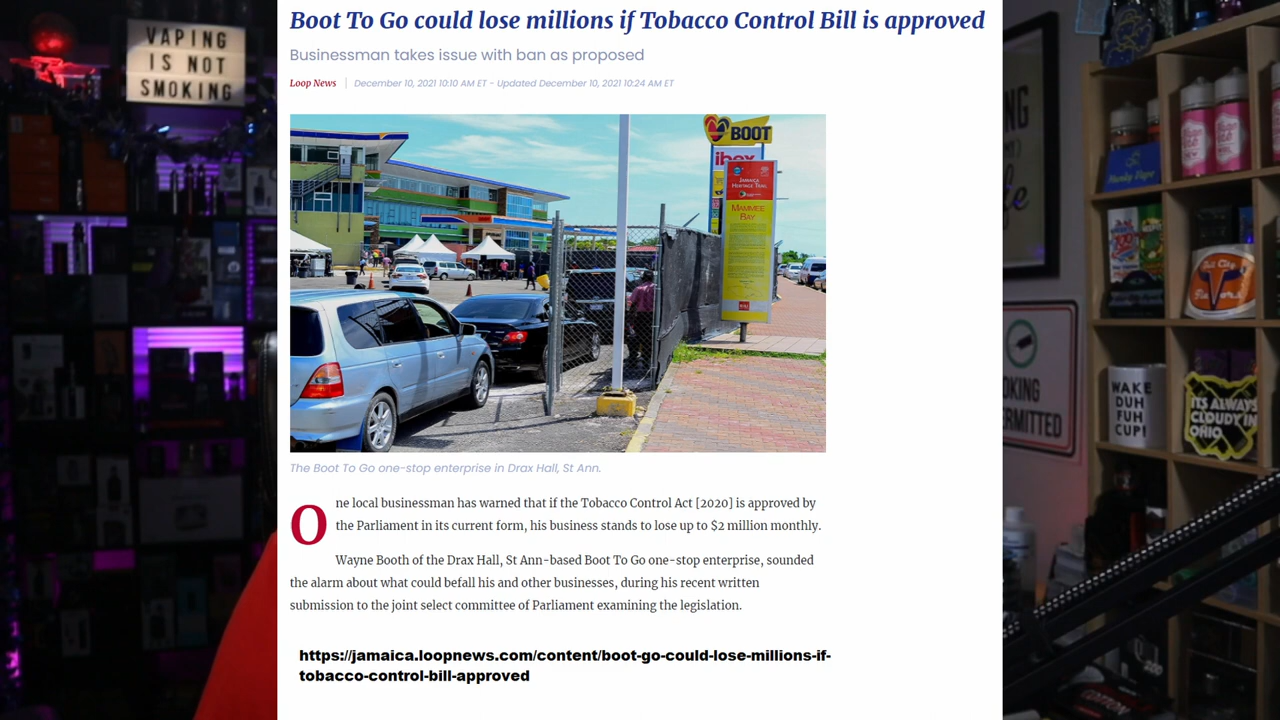 Boot To Go could lose millions if Tobacco Control Bill is approved
Businessman takes issue with ban as proposed
Loop News | December 10, 2021 10:10 AM ET - Updated December 10, 2021 10:24 AM ET
BOOT
ibex
JAMAICA
HERITAGE TRAIL
MAMMEE
BAY
The Boot To Go one-stop enterprise in Drax Hall, St Ann.
One local businessman has warned that if the Tobacco Control Act [2020] is approved by
the Parliament in its current form, his business stands to lose up to $2 million monthly.
Wayne Booth of the Drax Hall, St Ann-based Boot To Go one-stop enterprise, sounded
the alarm about what could befall his and other businesses, during his recent written
submission to the joint select committee of Parliament examining the legislation.
https://jamaica.loopnews.com/content/boot-go-could-lose-millions-if-
tobacco-control-bill-approved
VAPING
IS NOT
SMOKING
WAKE
DUH
FUH
CUP!
ITS ALWAYS
CLOUDY IN
OHIO